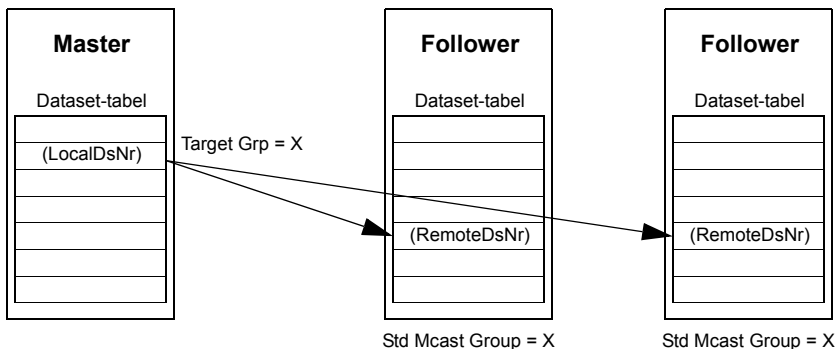 Master
Follower
Follower
Dataset-tabel
Dataset-tabel
Dataset-tabel
Target Grp = X
(LocalDsNr)
(RemoteDsNr)
(RemoteDsNr)
Std Mcast Group = X
Std Mcast Group = X